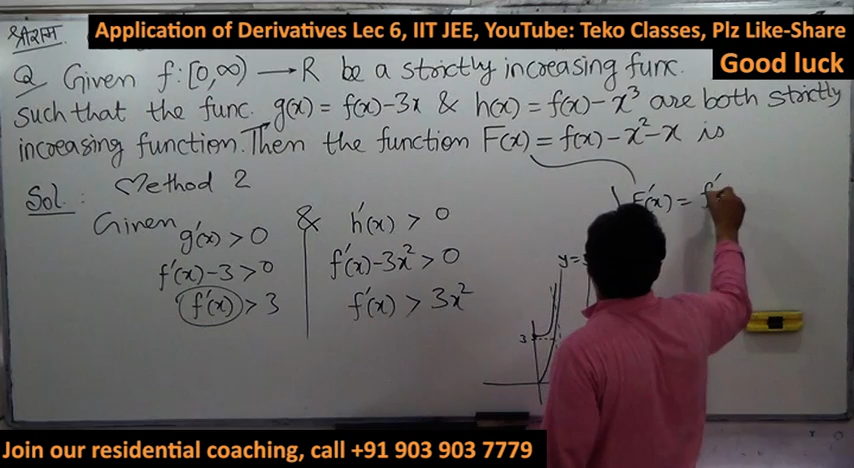 श्रीराम
Application of Derivatives Lec 6, IIT JEE, YouTube: Teko Classes, Plz Like-Share
Good luck
Q Given f:[0,∞) → R be a strictly increasing func.
such that the func. g(x) = f(x)-3x & h(x) = f(x)-x³ are both strictly
increasing function. Then the function F(x) = f(x)-x²-x is
Sol: Method 2
F'(x) = f'
Given g'(x) > 0 & h'(x) > 0
f'(x)-3>0 f'(x)-3x²>0
f'(x) > 3 f'(x) > 3x²
y=3
3
Join our residential coaching, call +91 903 903 7779